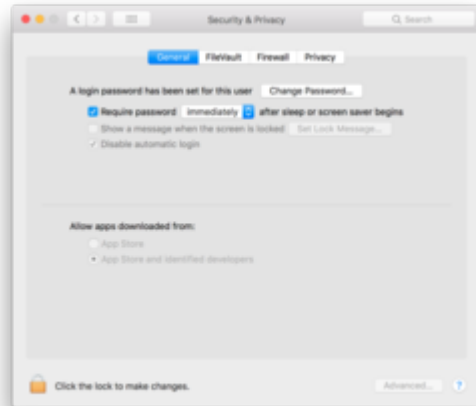 Security & Privacy
Search
General FileVault Firewall Privacy
A login password has been set for this user Change Password...
Require password immediately after sleep or screen saver begins
Show a message when the screen is locked Set Lock Message...
Disable automatic login
Allow apps downloaded from:
App Store
App Store and identified developers
Click the lock to make changes.
Advanced... ?